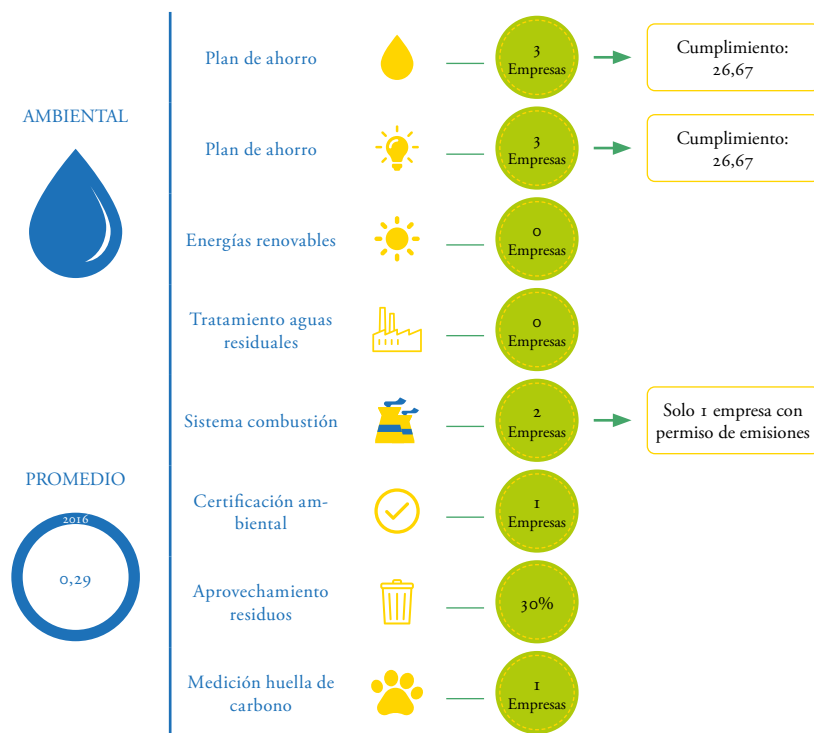 AMBIENTAL
Plan de ahorro
3
Empresas
Cumplimiento:
26,67
Plan de ahorro
3
Empresas
Cumplimiento:
26,67
Energías renovables
0
Empresas
Tratamiento aguas
residuales
0
Empresas
Sistema combustión
2
Empresas
Solo 1 empresa con
permiso de emisiones
PROMEDIO
2016
0,29
Certificación am-
biental
1
Empresas
Aprovechamiento
residuos
30%
Medición huella de
carbono
1
Empresas